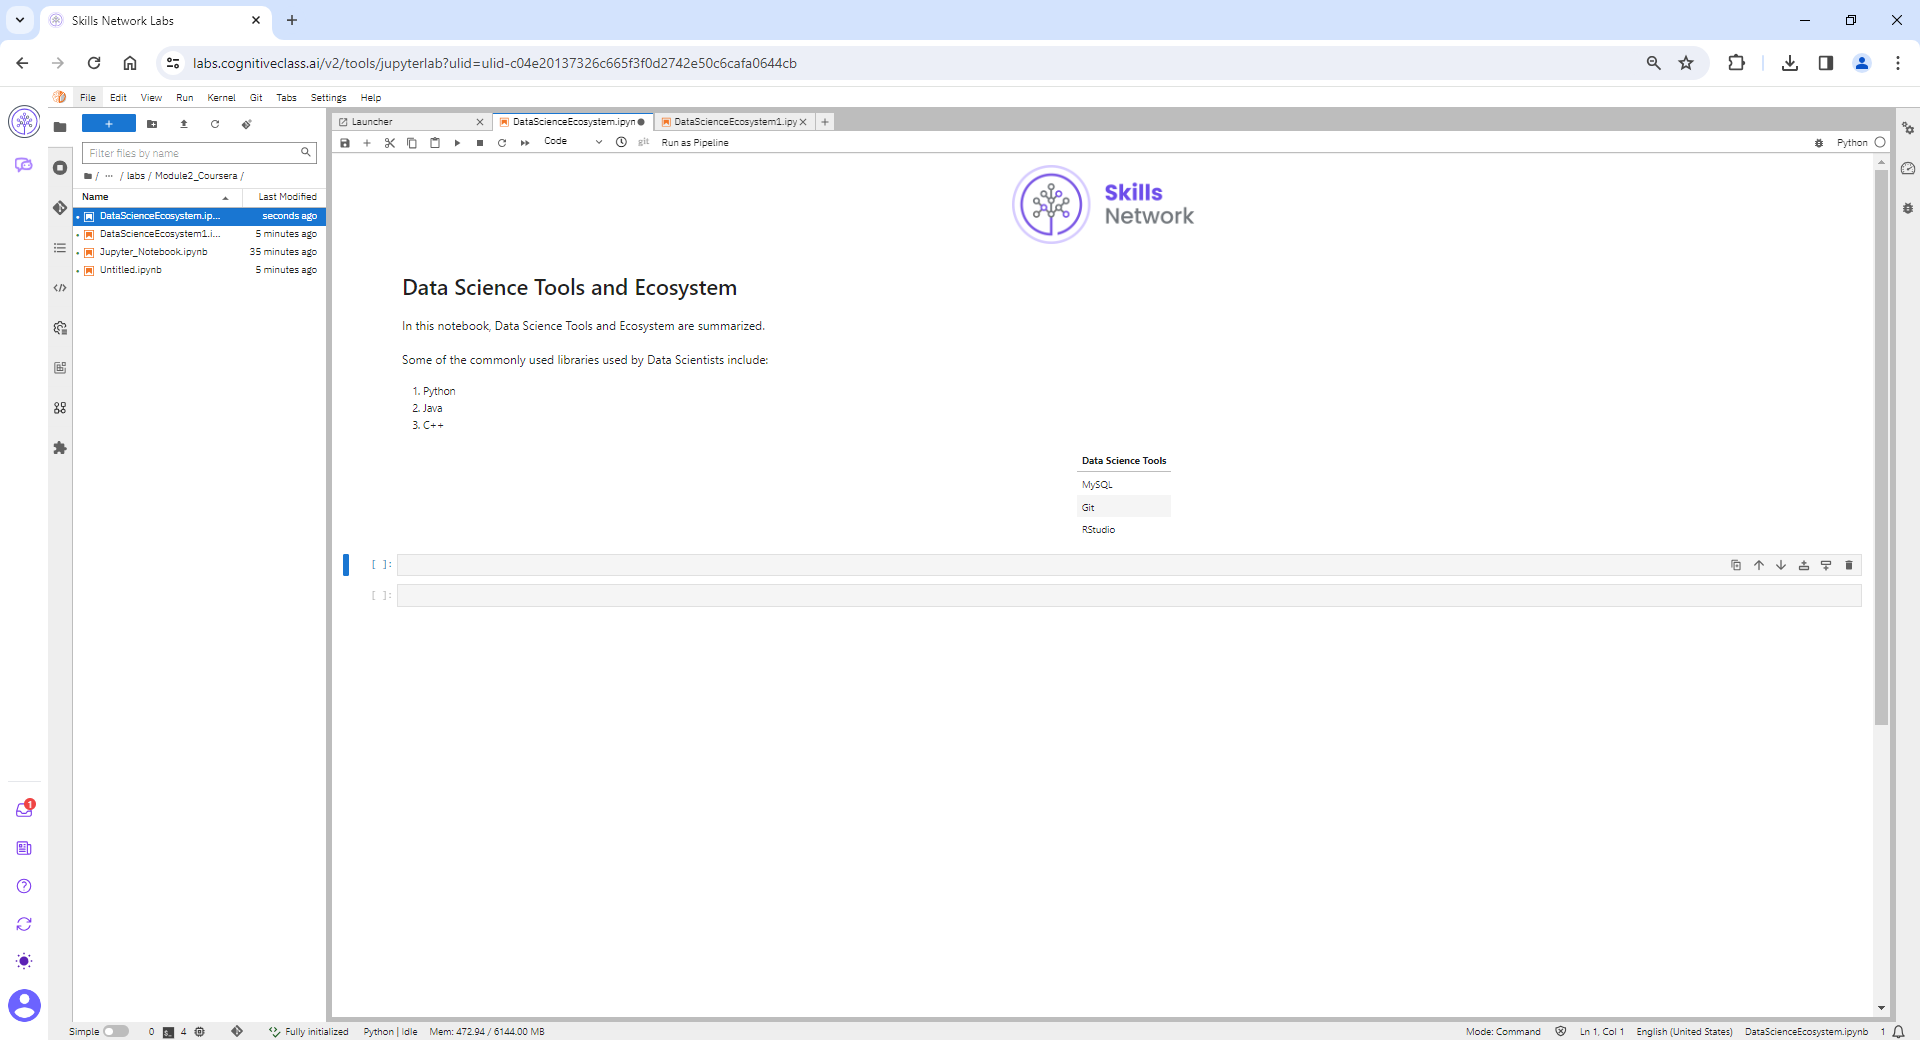 Skills Network Labs
labs.cognitiveclass.ai/v2/tools/jupyterlab?ulid=ulid-c04e20137326c665f3f0d2742e50c6cafa0644cb
File Edit View Run Kernel Git Tabs Settings Help
Launcher
DataScienceEcosystem.ipyn
DataScienceEcosystem1.ipy
Code
git
Run as Pipeline
Python
Filter files by name
/ ··· / labs / Module2_Coursera /
Name Last Modified
DataScienceEcosystem.ip... seconds ago
DataScienceEcosystem1.i... 5 minutes ago
Jupyter_Notebook.ipynb 35 minutes ago
Untitled.ipynb 5 minutes ago
Skills
Network
Data Science Tools and Ecosystem
In this notebook, Data Science Tools and Ecosystem are summarized.
Some of the commonly used libraries used by Data Scientists include:
1. Python
2. Java
3. C++
Data Science Tools
MySQL
Git
RStudio
[ ]:
[ ]:
1
Simple 0 4 Fully initialized Python | Idle Mem: 472.94 / 6144.00 MB Mode: Command Ln 1, Col 1 English (United States) DataScienceEcosystem.ipynb 1